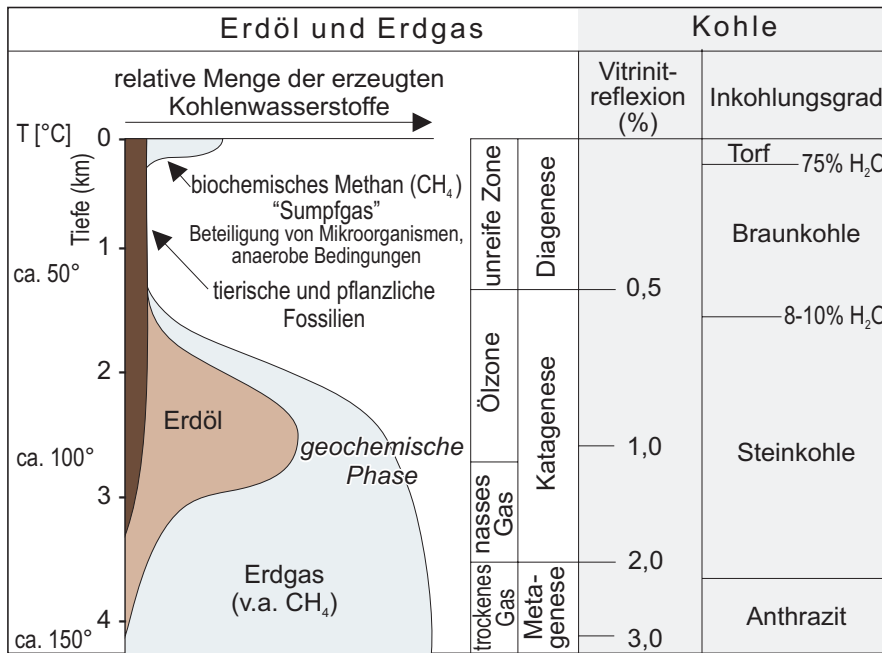 Erdöl und Erdgas
Kohle
relative Menge der erzeugten
Kohlenwasserstoffe
Vitrinit-
reflexion
(%)
Inkohlungsgrad
T [°C]
Tiefe (km)
0
1
ca. 50°
2
ca. 100°
3
4
ca. 150°
biochemisches Methan (CH₄)
“Sumpfgas”
Beteiligung von Mikroorganismen,
anaerobe Bedingungen
tierische und pflanzliche
Fossilien
Erdöl
geochemische
Phase
Erdgas
(v.a. CH₄)
unreife Zone
Ölzone
nasses
Gas
trockenes
Gas
Diagenese
Katagenese
Meta-
genese
0,5
1,0
2,0
3,0
Torf
75% H₂O
Braunkohle
8-10% H₂O
Steinkohle
Anthrazit